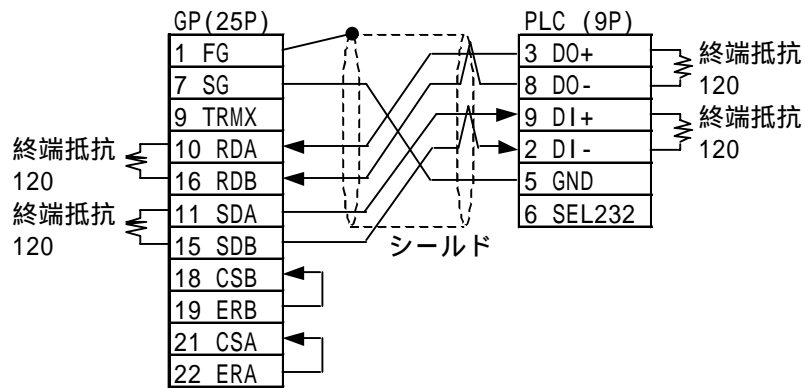 GP(25P)
1 FG
7 SG
9 TRMX
10 RDA
16 RDB
11 SDA
15 SDB
18 CSB
19 ERB
21 CSA
22 ERA
終端抵抗
120
終端抵抗
120
シールド
PLC (9P)
3 DO+
8 DO-
9 DI+
2 DI-
5 GND
6 SEL232
終端抵抗
120
終端抵抗
120